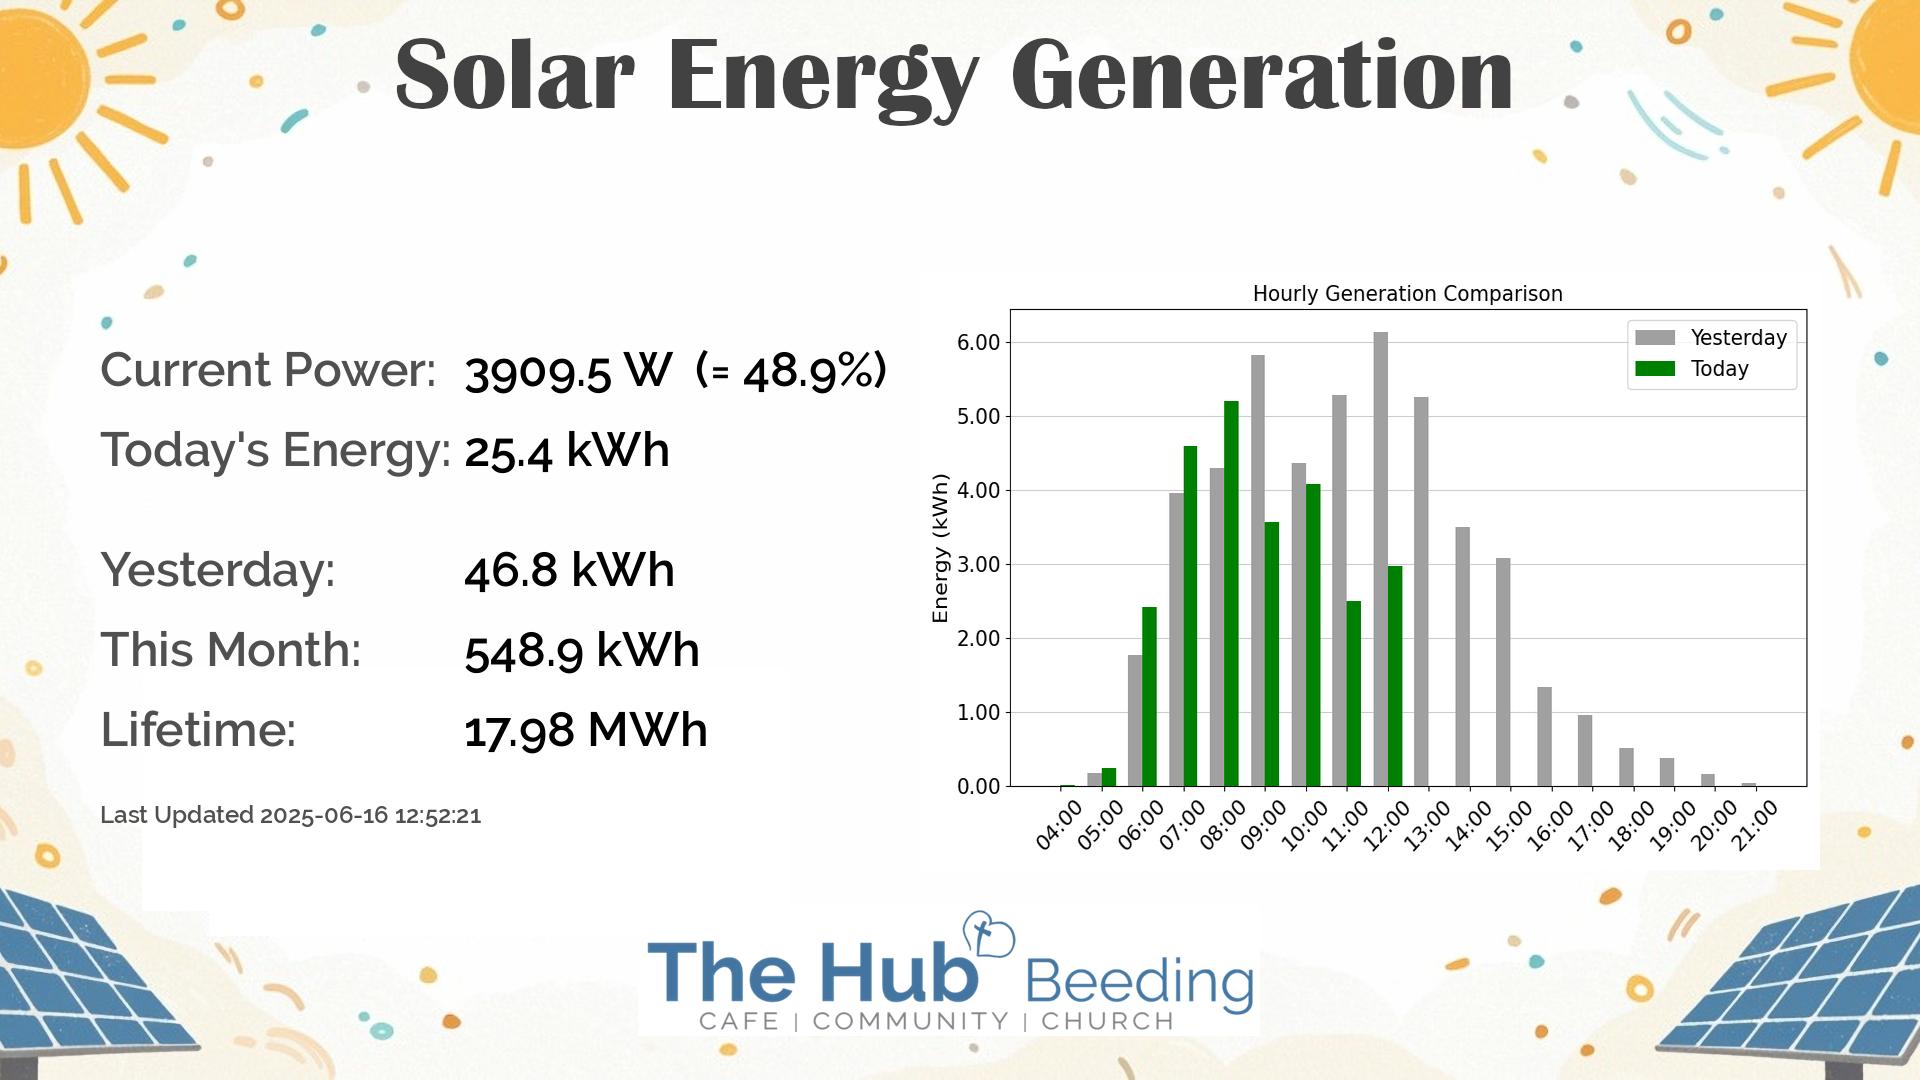 Solar Energy Generation
Current Power: 3909.5 W (= 48.9%)
Today's Energy: 25.4 kWh
Yesterday: 46.8 kWh
This Month: 548.9 kWh
Lifetime: 17.98 MWh
Last Updated 2025-06-16 12:52:21
Hourly Generation Comparison
Yesterday
Today
Energy (kWh)
6.00
5.00
4.00
3.00
2.00
1.00
0.00
04:00 05:00 06:00 07:00 08:00 09:00 10:00 11:00 12:00 13:00 14:00 15:00 16:00 17:00 18:00 19:00 20:00 21:00
The Hub Beeding
CAFE | COMMUNITY | CHURCH